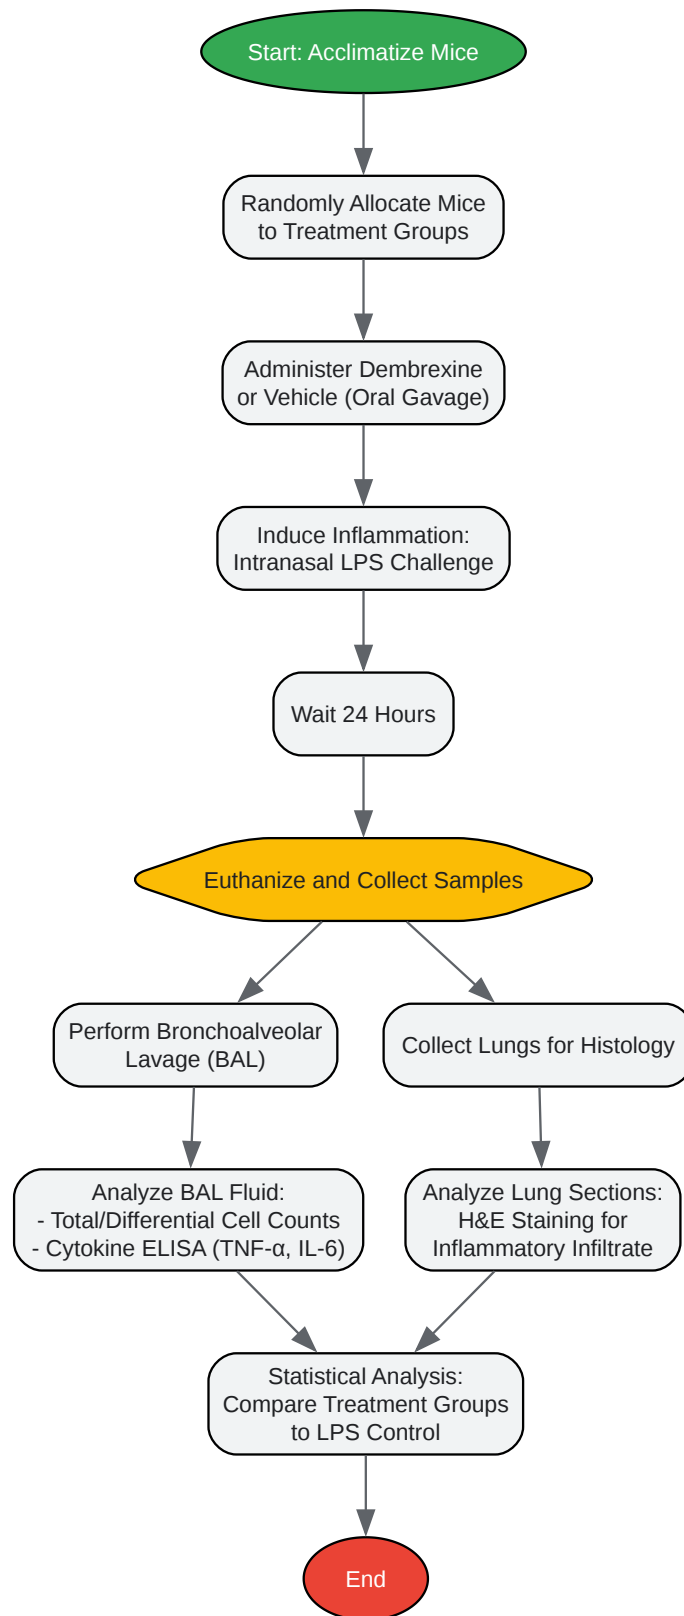 Start: Acclimatize Mice
Randomly Allocate Mice
to Treatment Groups
Administer Dembrexine
or Vehicle (Oral Gavage)
Induce Inflammation:
Intranasal LPS Challenge
Wait 24 Hours
Euthanize and Collect Samples
Perform Bronchoalveolar
Lavage (BAL)
Collect Lungs for Histology
Analyze BAL Fluid:
- Total/Differential Cell Counts
- Cytokine ELISA (TNF-α, IL-6)
Analyze Lung Sections:
H&E Staining for
Inflammatory Infiltrate
Statistical Analysis:
Compare Treatment Groups
to LPS Control
End